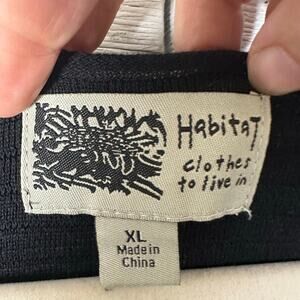 Habitat
clothes
to live in
XL
Made in
China